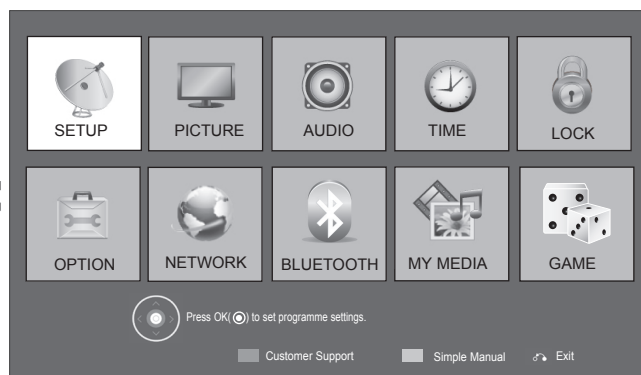 SETUP PICTURE AUDIO TIME LOCK
OPTION NETWORK BLUETOOTH MY MEDIA GAME
Press OK(◉) to set programme settings.
Customer Support Simple Manual Exit